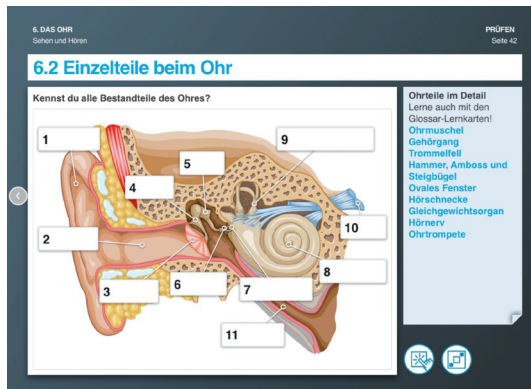 6. DAS OHR
Sehen und Hören
PRÜFEN
Seite 42
6.2 Einzelteile beim Ohr
Kennst du alle Bestandteile des Ohres?
1
2
3
4
5
6
7
8
9
10
11
Ohrteile im Detail
Lerne auch mit den
Glossar-Lernkarten!
Ohrmuschel
Gehörgang
Trommelfell
Hammer, Amboss und
Steigbügel
Ovales Fenster
Hörschnecke
Gleichgewichtsorgan
Hörnerv
Ohrtrompete